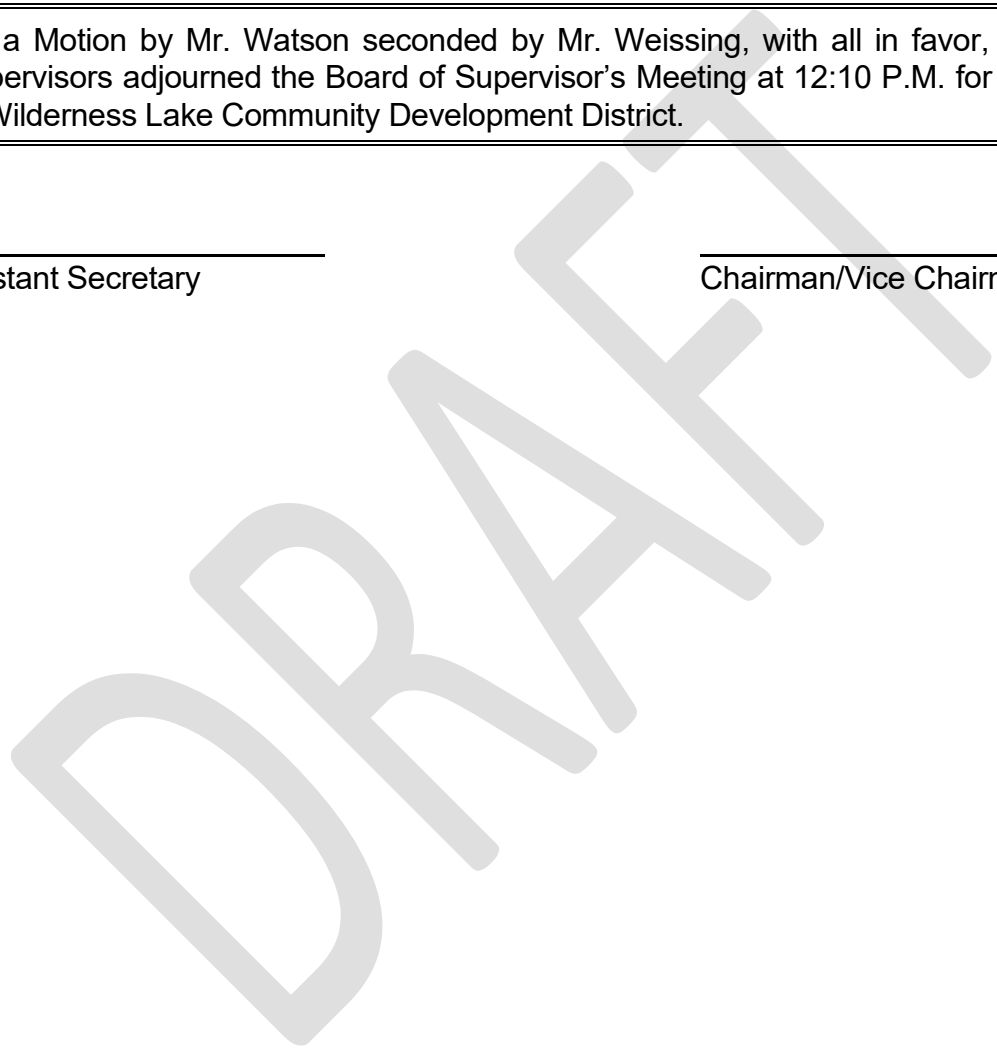 a Motion by Mr. Watson seconded by Mr. Weissing, with all in favor,
pervisors adjourned the Board of Supervisor's Meeting at 12:10 P.M. for
Wilderness Lake Community Development District.
stant Secretary
Chairman/Vice Chair
DRAFT